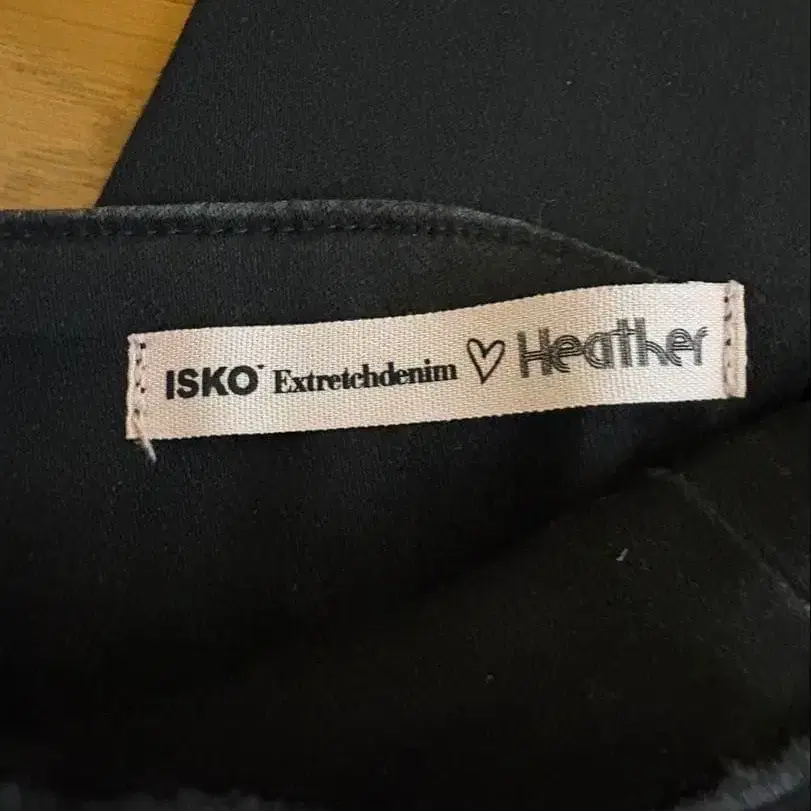 ISKO™ Extretchdenim ♡ Heather